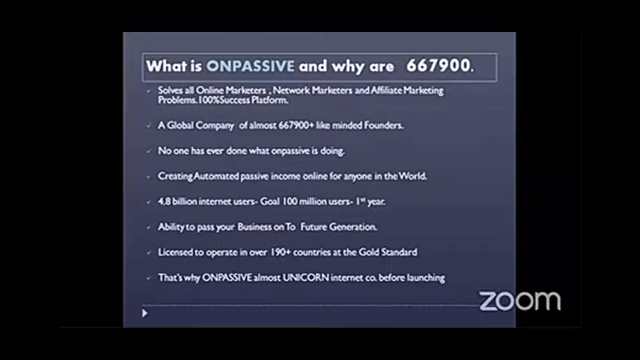 What is ONPASSIVE and why are 667900.
Solves all Online Marketers , Network Marketers and Affiliate Marketing
Problems.100%Success Platform.
A Global Company of almost 667900+ like minded Founders.
No one has ever done what onpassive is doing.
Creating Automated passive income online for anyone in the World.
4.8 billion internet users- Goal 100 million users- 1st year.
Ability to pass your Business on To Future Generation.
Licensed to operate in over 190+ countries at the Gold Standard
That's why ONPASSIVE almost UNICORN internet co. before launching
zoom